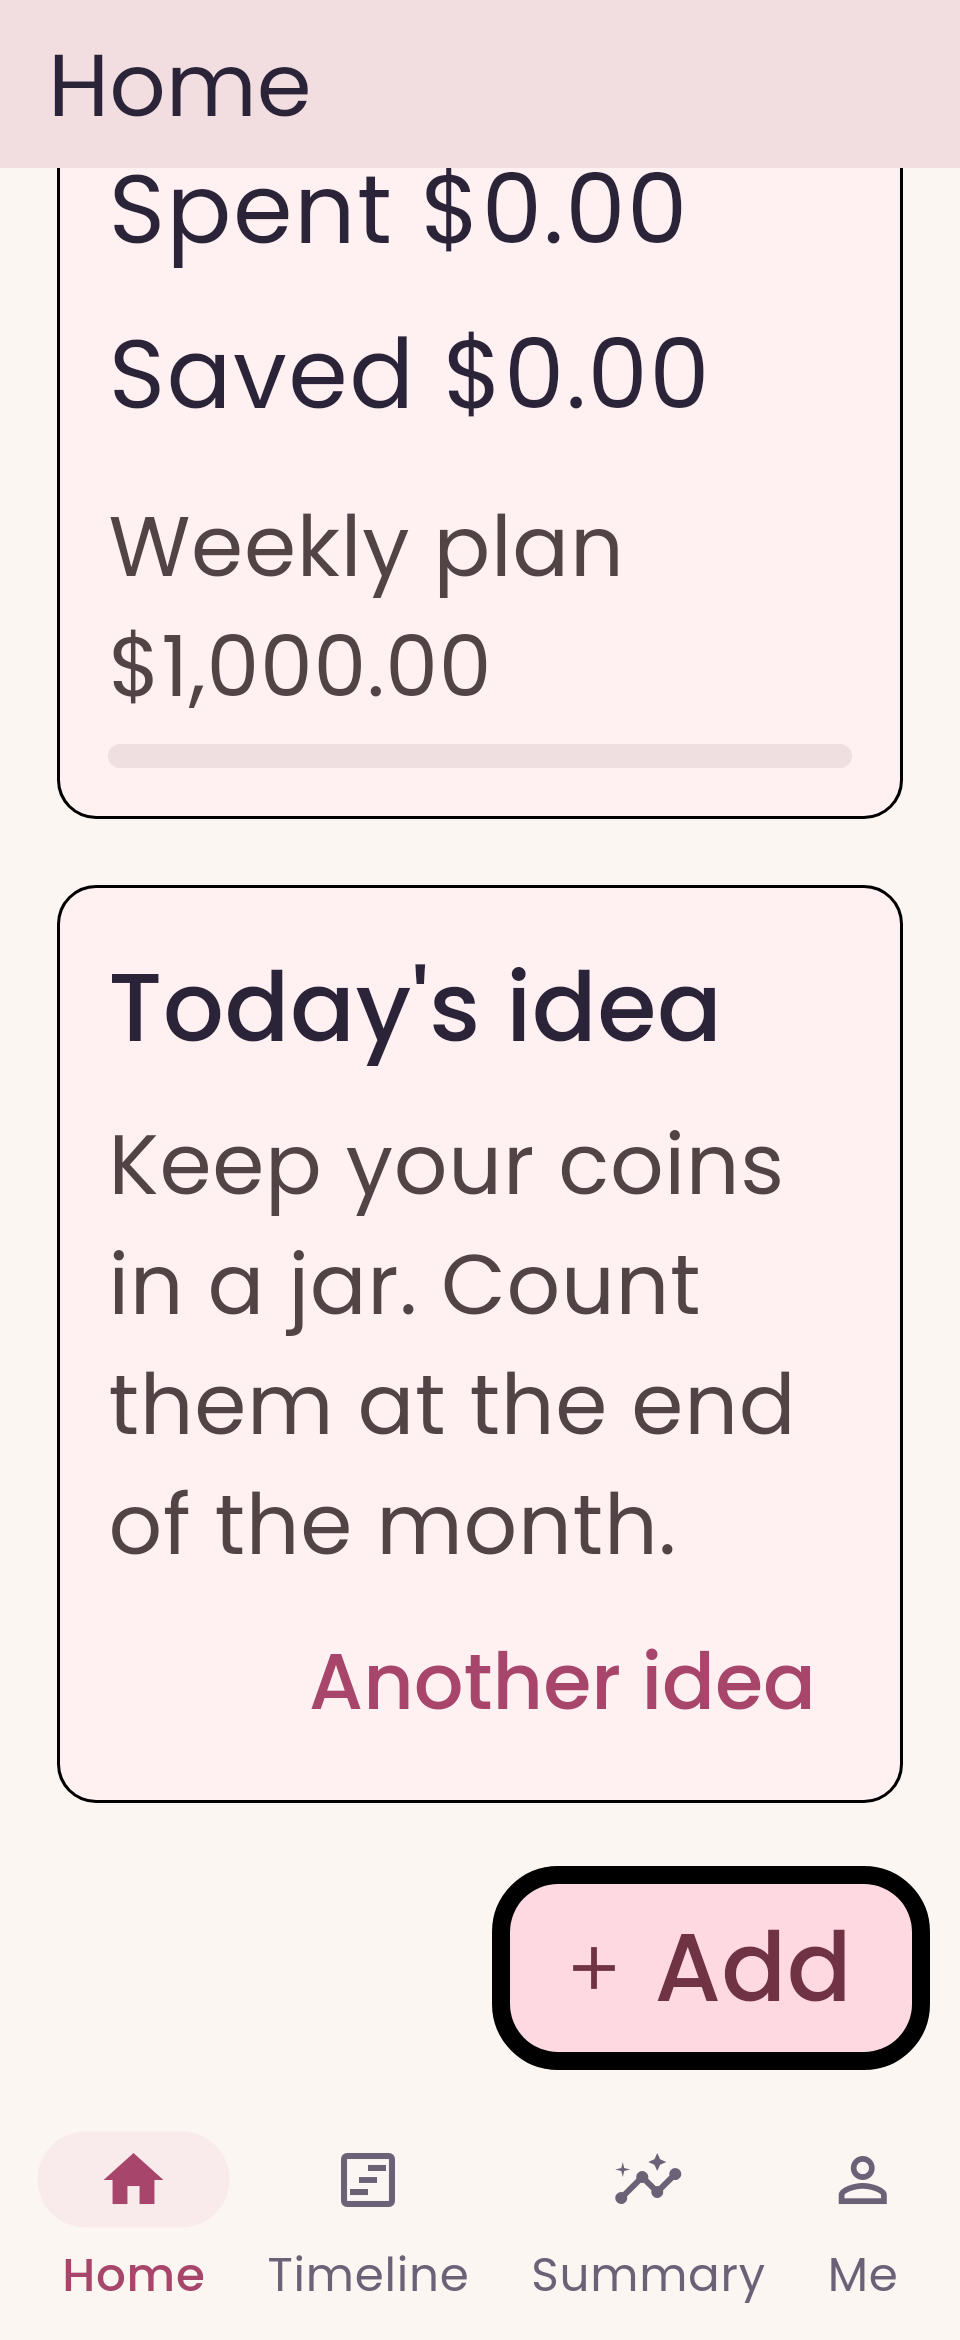 Home
Spent $0.00
Saved $0.00
Weekly plan
$1,000.00
Today's idea
Keep your coins
in a jar. Count
them at the end
of the month.
Another idea
+ Add
Home Timeline Summary Me